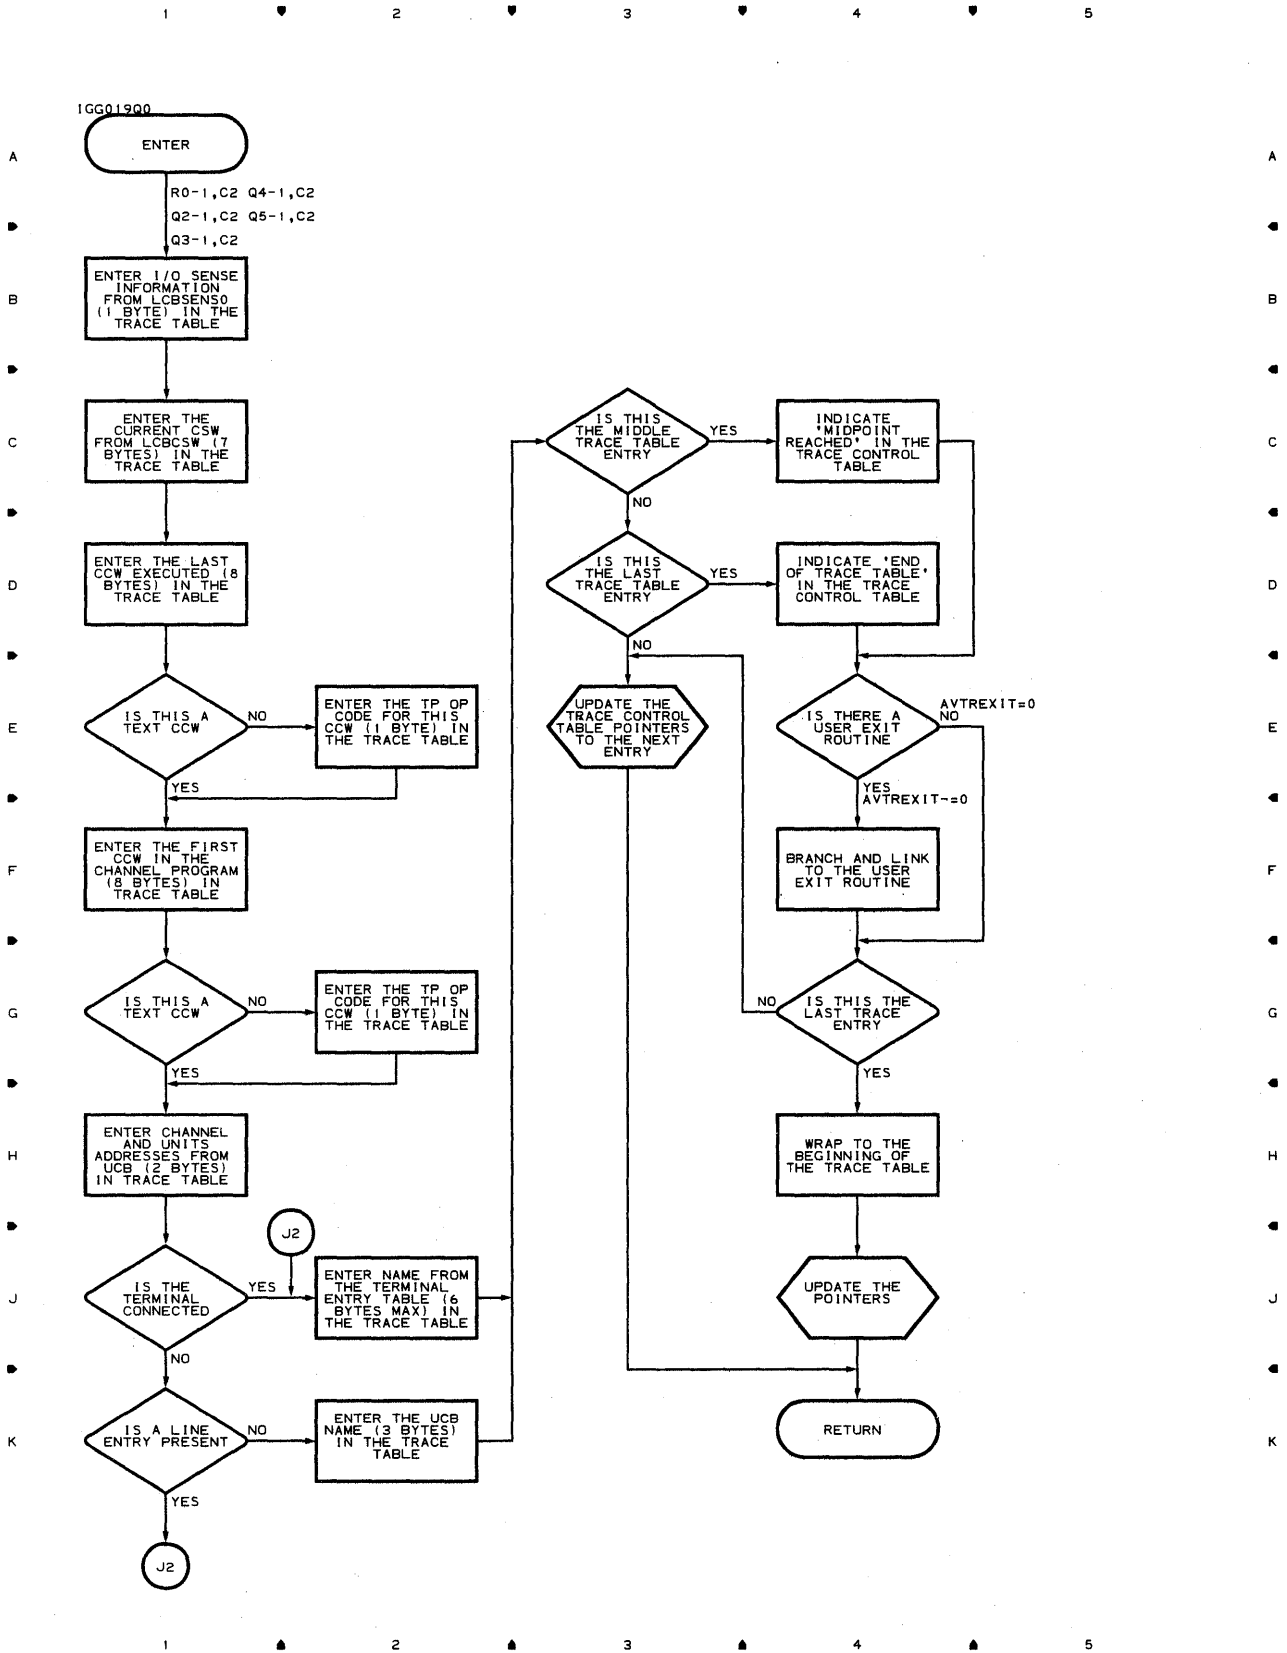 1 2 3 4 5
IGG019Q0
ENTER
A A
R0-1,C2 Q4-1,C2
Q2-1,C2 Q5-1,C2
Q3-1,C2
ENTER I/O SENSE
INFORMATION
FROM LCBSENS0
(1 BYTE) IN THE
TRACE TABLE
B B
ENTER THE
CURRENT CSW
FROM LCBCSW (7
BYTES) IN THE
TRACE TABLE
IS THIS
THE MIDDLE
TRACE TABLE
ENTRY
YES
NO
INDICATE
'MIDPOINT
REACHED' IN THE
TRACE CONTROL
TABLE
C C
ENTER THE LAST
CCW EXECUTED (8
BYTES) IN THE
TRACE TABLE
IS THIS
THE LAST
TRACE TABLE
ENTRY
YES
NO
INDICATE 'END
OF TRACE TABLE'
IN THE TRACE
CONTROL TABLE
D D
IS THIS A
TEXT CCW
NO
YES
ENTER THE TP OP
CODE FOR THIS
CCW (1 BYTE) IN
THE TRACE TABLE
UPDATE THE
TRACE CONTROL
TABLE POINTERS
TO THE NEXT
ENTRY
IS THERE A
USER EXIT
ROUTINE
AVTREXIT=0
NO
YES
AVTREXIT¬=0
E E
ENTER THE FIRST
CCW IN THE
CHANNEL PROGRAM
(8 BYTES) IN
TRACE TABLE
BRANCH AND LINK
TO THE USER
EXIT ROUTINE
F F
IS THIS A
TEXT CCW
NO
YES
ENTER THE TP OP
CODE FOR THIS
CCW (1 BYTE) IN
THE TRACE TABLE
NO
IS THIS THE
LAST TRACE
ENTRY
YES
G G
ENTER CHANNEL
AND UNITS
ADDRESSES FROM
UCB (2 BYTES)
IN TRACE TABLE
WRAP TO THE
BEGINNING OF
THE TRACE TABLE
H H
J2
IS THE
TERMINAL
CONNECTED
YES
NO
ENTER NAME FROM
THE TERMINAL
ENTRY TABLE (6
BYTES MAX) IN
THE TRACE TABLE
UPDATE THE
POINTERS
J J
IS A LINE
ENTRY PRESENT
NO
YES
ENTER THE UCB
NAME (3 BYTES)
IN THE TRACE
TABLE
RETURN
K K
J2
1 2 3 4 5